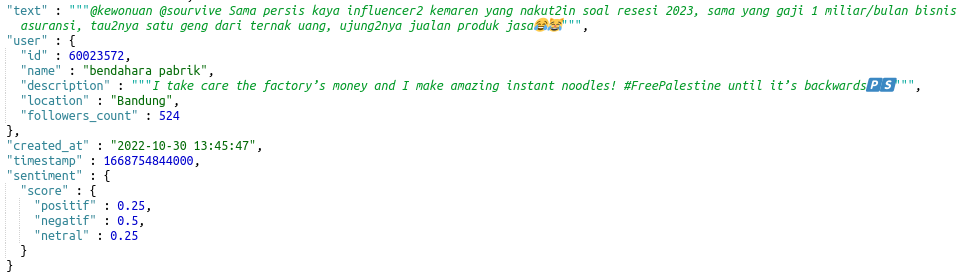 "text" : """@kewonuan @sourvive Sama persis kaya influencer2 kemaren yang nakut2in soal resesi 2023, sama yang gaji 1 miliar/bulan bisnis
asuransi, tau2nya satu geng dari ternak uang, ujung2nya jualan produk jasa😂😹""",
"user" : {
"id" : 60023572,
"name" : "bendahara pabrik",
"description" : """I take care the factory’s money and I make amazing instant noodles! #FreePalestine until it’s backwards🇵🇸""",
"location" : "Bandung",
"followers_count" : 524
},
"created_at" : "2022-10-30 13:45:47",
"timestamp" : 1668754844000,
"sentiment" : {
"score" : {
"positif" : 0.25,
"negatif" : 0.5,
"netral" : 0.25
}
}